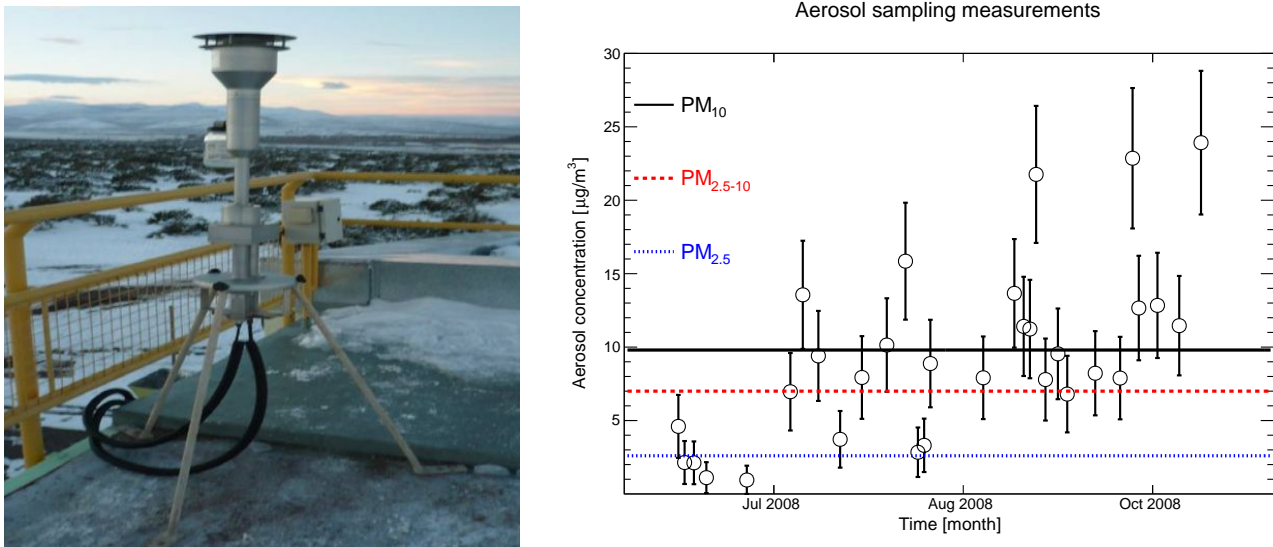 Aerosol sampling measurements
Aerosol concentration [μg/m³]
30
25
20
15
10
5
PM₁₀
PM₂.₅₋₁₀
PM₂.₅
Jul 2008
Aug 2008
Oct 2008
Time [month]